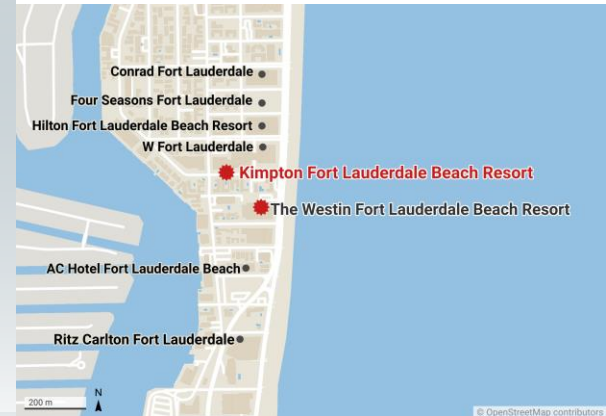 Conrad Fort Lauderdale
Four Seasons Fort Lauderdale
Hilton Fort Lauderdale Beach Resort
W Fort Lauderdale
Kimpton Fort Lauderdale Beach Resort
The Westin Fort Lauderdale Beach Resort
AC Hotel Fort Lauderdale Beach
Ritz Carlton Fort Lauderdale
200 m
N
© OpenStreetMap contributors